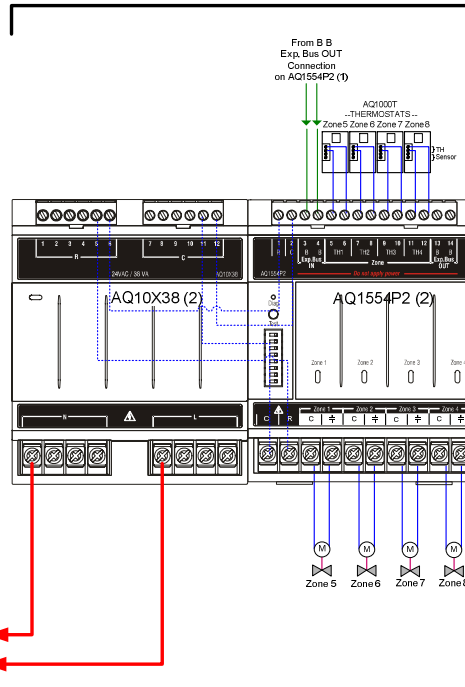 From B B
Exp. Bus OUT
Connection
on AQ1554P2 (1)
AQ1000T
--THERMOSTATS--
Zone5 Zone 6 Zone 7 Zone8
TH
Sensor
1 2 3 4 5 6
R
7 8 9 10 11 12
C
24VAC / 38 VA
AQ10X38
1 2 3 4 5 6 7 8 9 10 11 12 13 14
R C B B TH1 TH2 TH3 TH4 B B
Exp.Bus
IN
Zone
Exp.Bus
OUT
AQ1554P2
Do not apply power
AQ10X38 (2)
AQ1554P2 (2)
Diag
Test
Zone 1 Zone 2 Zone 3 Zone 4
N
L
C R
Zone 1 Zone 2 Zone 3 Zone 4
C C C C
M M M M
Zone 5 Zone 6 Zone 7 Zone 8